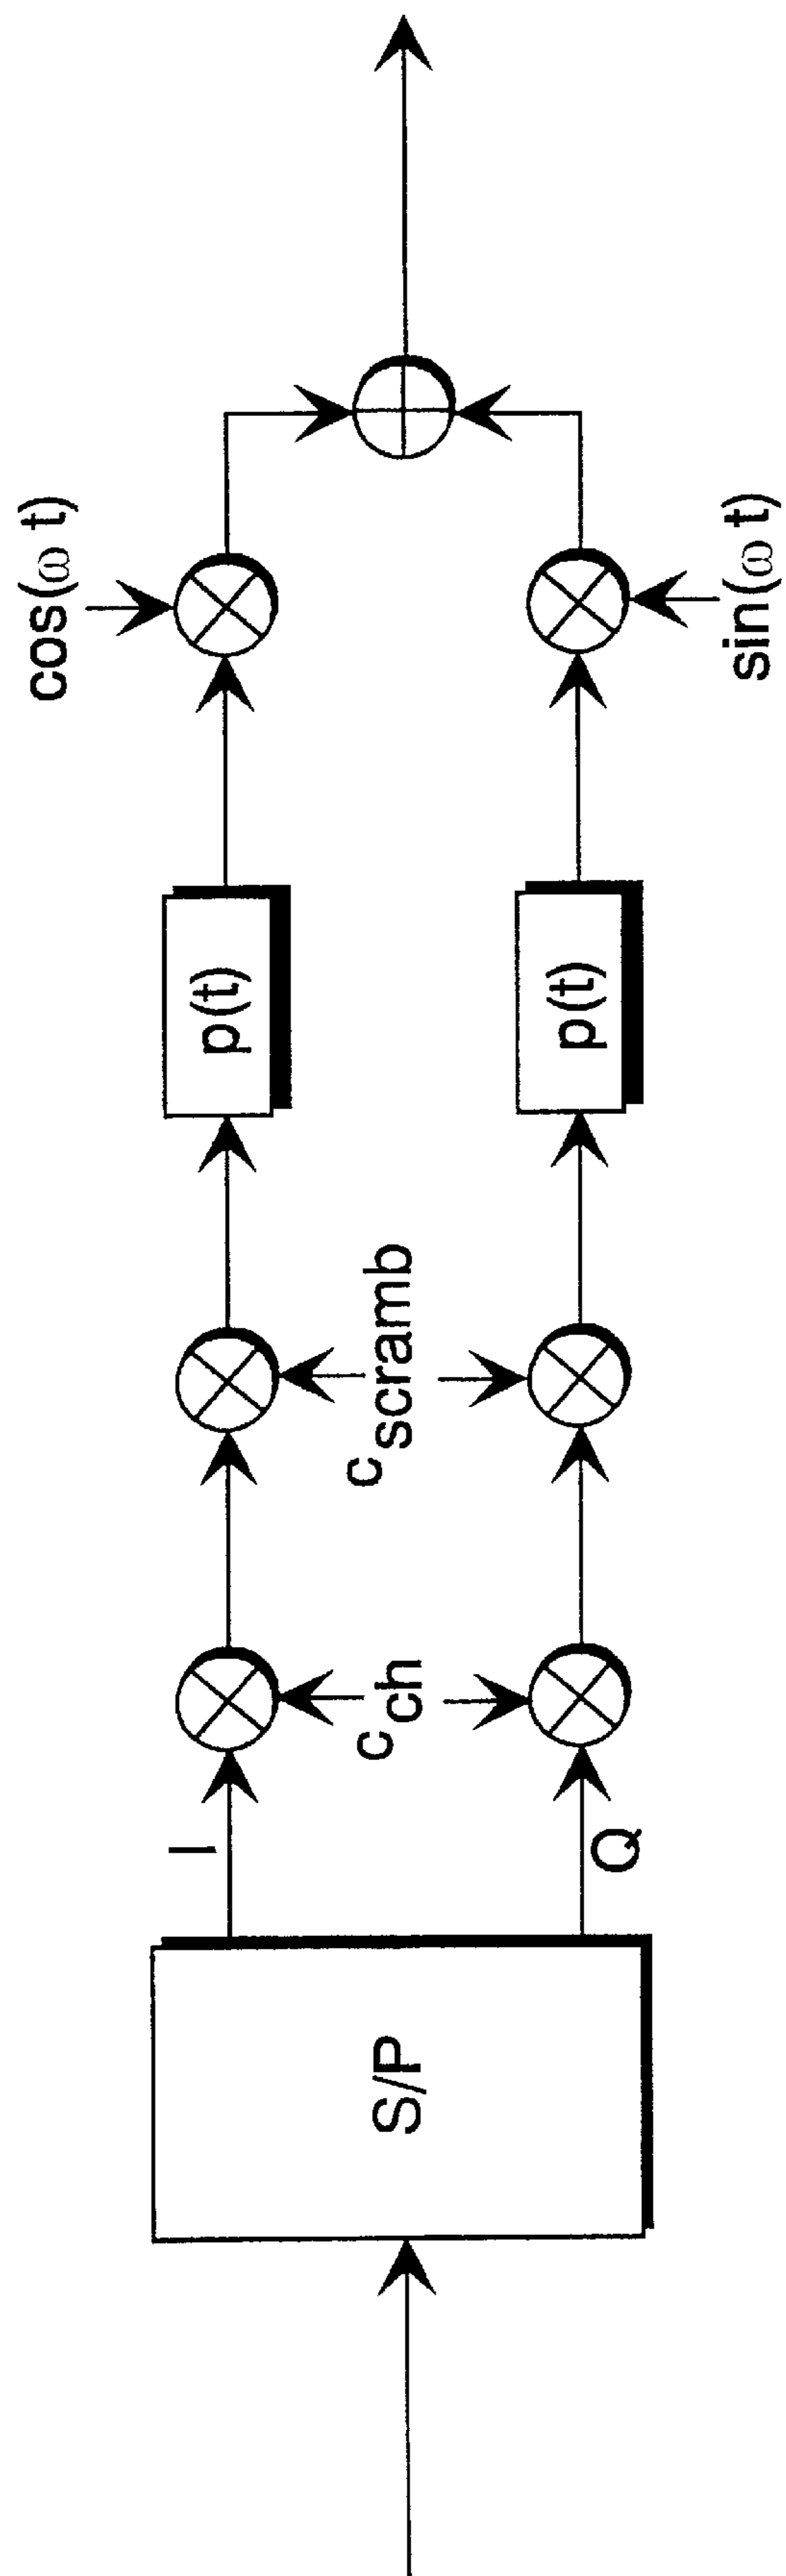 S/P
I
Q
c ch
c scramb
p(t)
p(t)
cos(ω t)
sin(ω t)